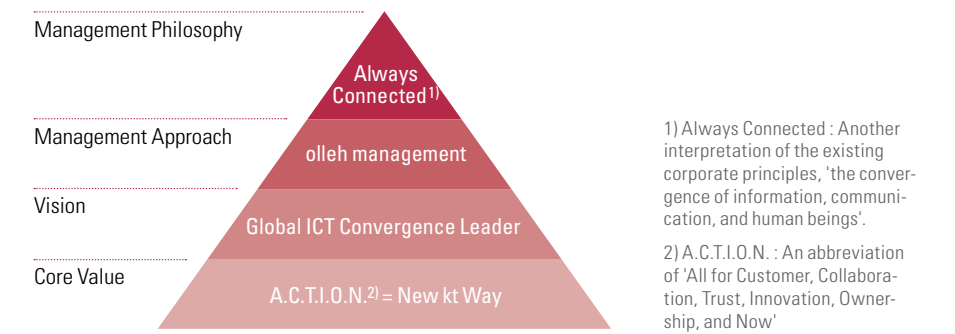 Management Philosophy
Always
Connected1)
Management Approach
olleh management
Vision
Global ICT Convergence Leader
Core Value
A.C.T.I.O.N.2) = New kt Way
1) Always Connected : Another
interpretation of the existing
corporate principles, 'the conver-
gence of information, communi-
cation, and human beings'.
2) A.C.T.I.O.N. : An abbreviation
of 'All for Customer, Collabora-
tion, Trust, Innovation, Owner-
ship, and Now'